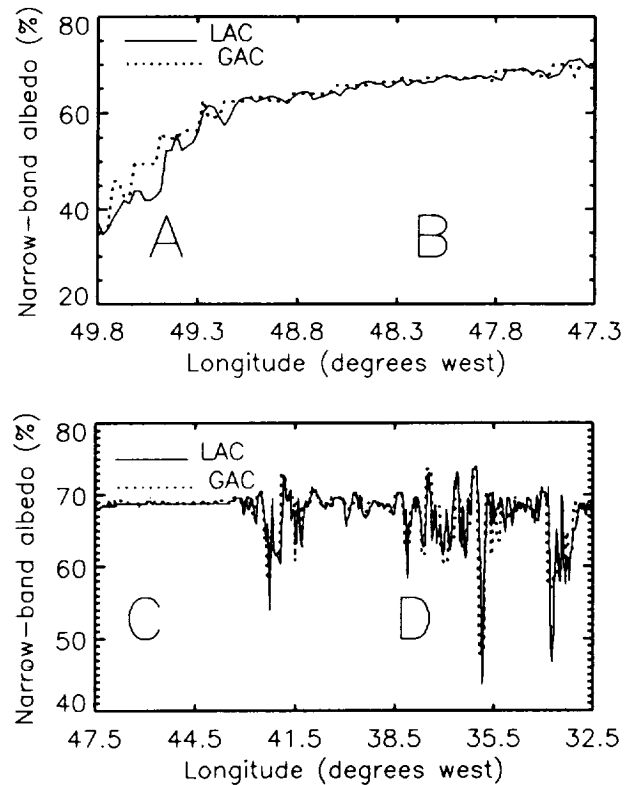 Narrow-band albedo (%)
80
60
40
20
LAC
GAC
A
B
49.8 49.3 48.8 48.3 47.8 47.3
Longitude (degrees west)
Narrow-band albedo (%)
80
70
60
50
40
LAC
GAC
C
D
47.5 44.5 41.5 38.5 35.5 32.5
Longitude (degrees west)